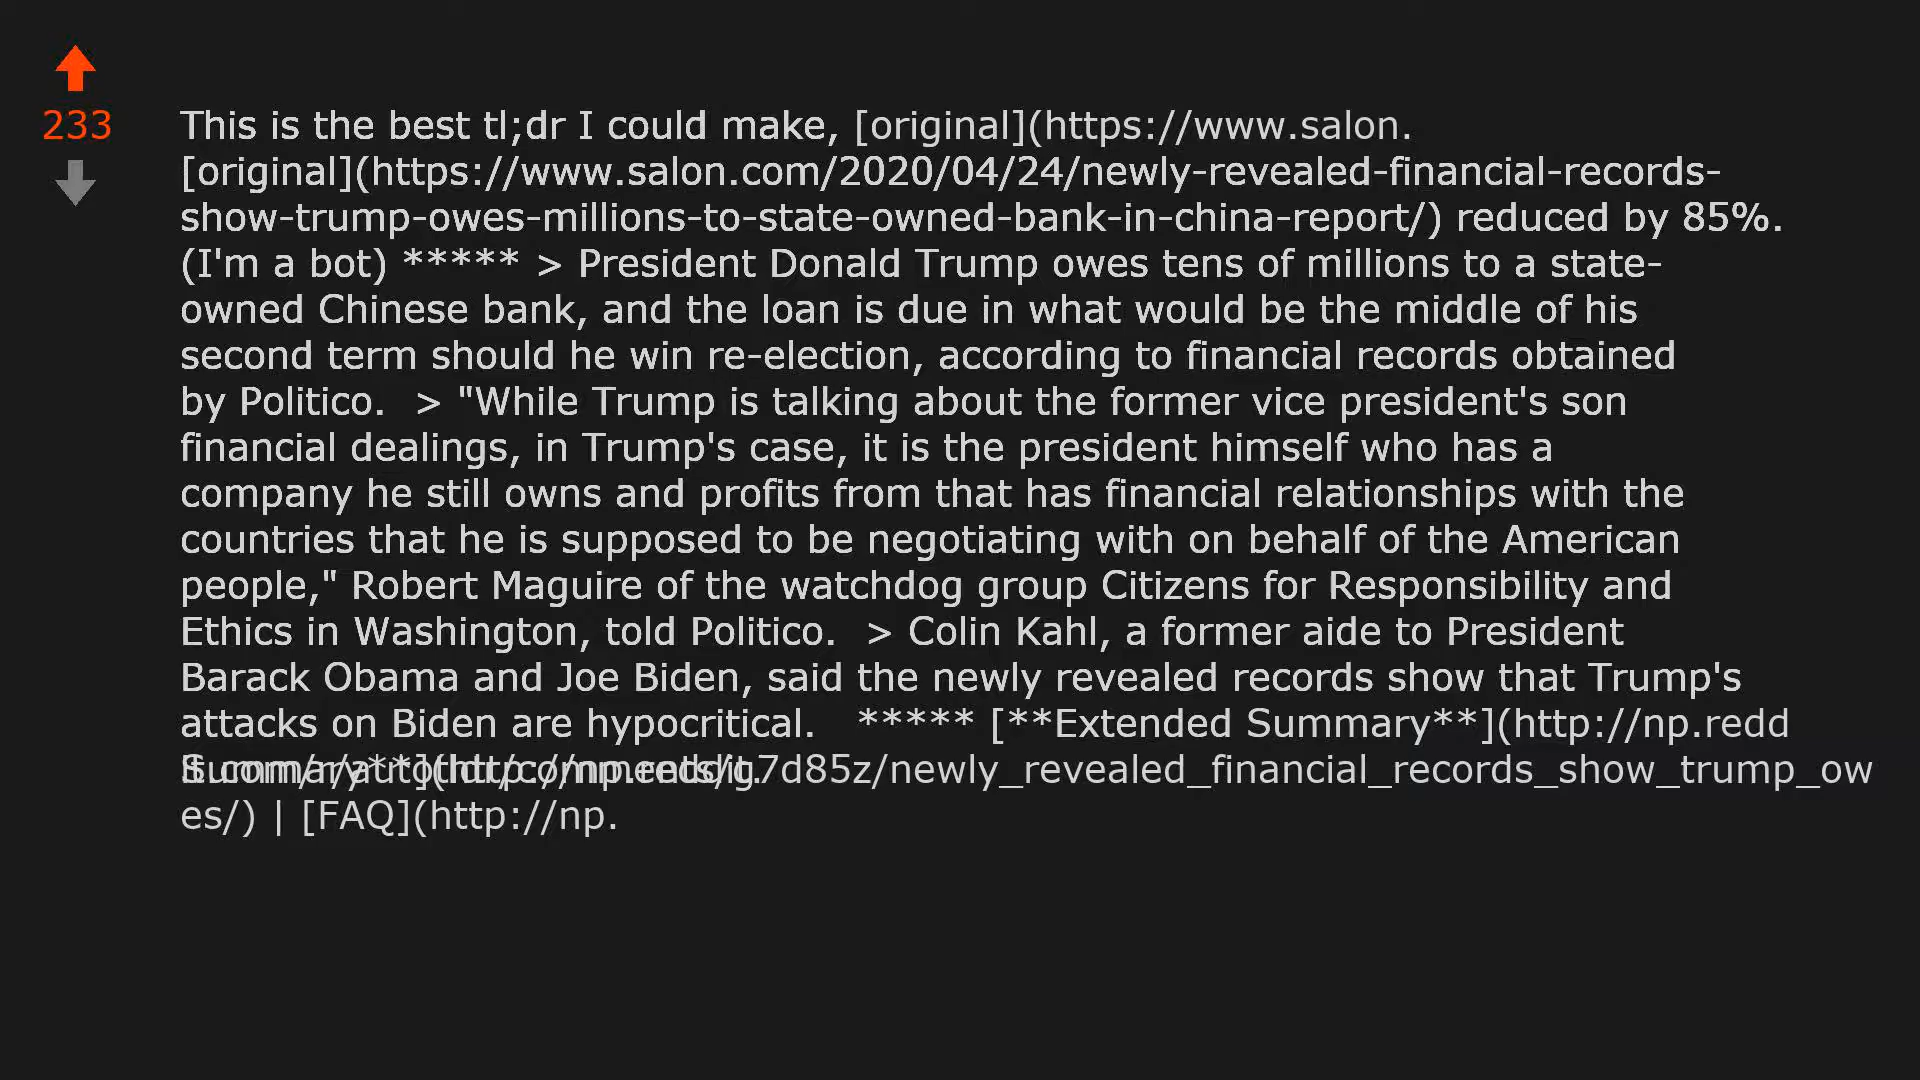 233
This is the best tl;dr I could make, [original](https://www.salon.
[original](https://www.salon.com/2020/04/24/newly-revealed-financial-records-
show-trump-owes-millions-to-state-owned-bank-in-china-report/) reduced by 85%.
(I'm a bot) ***** > President Donald Trump owes tens of millions to a state-
owned Chinese bank, and the loan is due in what would be the middle of his
second term should he win re-election, according to financial records obtained
by Politico.  > "While Trump is talking about the former vice president's son
financial dealings, in Trump's case, it is the president himself who has a
company he still owns and profits from that has financial relationships with the
countries that he is supposed to be negotiating with on behalf of the American
people," Robert Maguire of the watchdog group Citizens for Responsibility and
Ethics in Washington, told Politico.  > Colin Kahl, a former aide to President
Barack Obama and Joe Biden, said the newly revealed records show that Trump's
attacks on Biden are hypocritical.   ***** [**Extended Summary**](http://np.redd
7d85z/newly_revealed_financial_records_show_trump_ow
es/) | [FAQ](http://np.